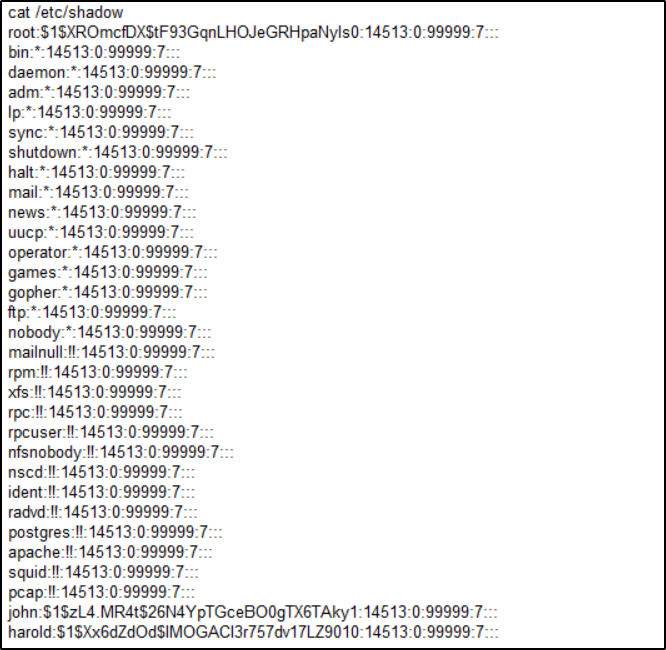 cat /etc/shadow
root:$1$XROmcfDX$tF93GqnLHOJeGRHpaNyIs0:14513:0:99999:7:::
bin:*:14513:0:99999:7:::
daemon:*:14513:0:99999:7:::
adm:*:14513:0:99999:7:::
lp:*:14513:0:99999:7:::
sync:*:14513:0:99999:7:::
shutdown:*:14513:0:99999:7:::
halt:*:14513:0:99999:7:::
mail:*:14513:0:99999:7:::
news:*:14513:0:99999:7:::
uucp:*:14513:0:99999:7:::
operator:*:14513:0:99999:7:::
games:*:14513:0:99999:7:::
gopher:*:14513:0:99999:7:::
ftp:*:14513:0:99999:7:::
nobody:*:14513:0:99999:7:::
mailnull:!!:14513:0:99999:7:::
rpm:!!:14513:0:99999:7:::
xfs:!!:14513:0:99999:7:::
rpc:!!:14513:0:99999:7:::
rpcuser:!!:14513:0:99999:7:::
nfsnobody:!!:14513:0:99999:7:::
nscd:!!:14513:0:99999:7:::
ident:!!:14513:0:99999:7:::
radvd:!!:14513:0:99999:7:::
postgres:!!:14513:0:99999:7:::
apache:!!:14513:0:99999:7:::
squid:!!:14513:0:99999:7:::
pcap:!!:14513:0:99999:7:::
john:$1$zL4.MR4t$26N4YpTGceBO0gTX6TAky1:14513:0:99999:7:::
harold:$1$Xx6dZdOd$IMOGACl3r757dv17LZ9010:14513:0:99999:7:::